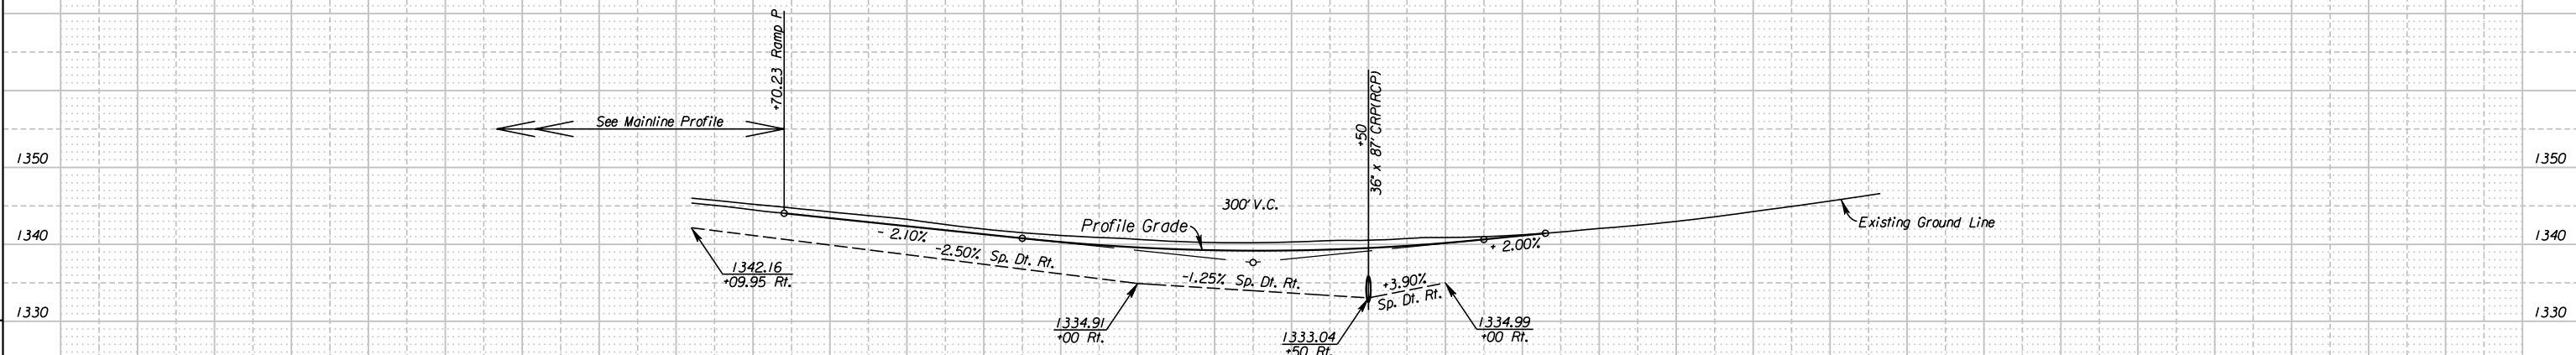 +70.23 Ramp P
See Mainline Profile
+50
36" x 87' CRP(RCP)
1350
1350
300' V.C.
Profile Grade
Existing Ground Line
1340
1340
- 2.10%
+ 2.00%
-2.50% Sp. Dt. Rt.
1342.16
+09.95 Rt.
-1.25% Sp. Dt. Rt.
+3.90%
Sp. Dt. Rt.
1330
1330
1334.91
+00 Rt.
1333.04
+50 Rt.
1334.99
+00 Rt.